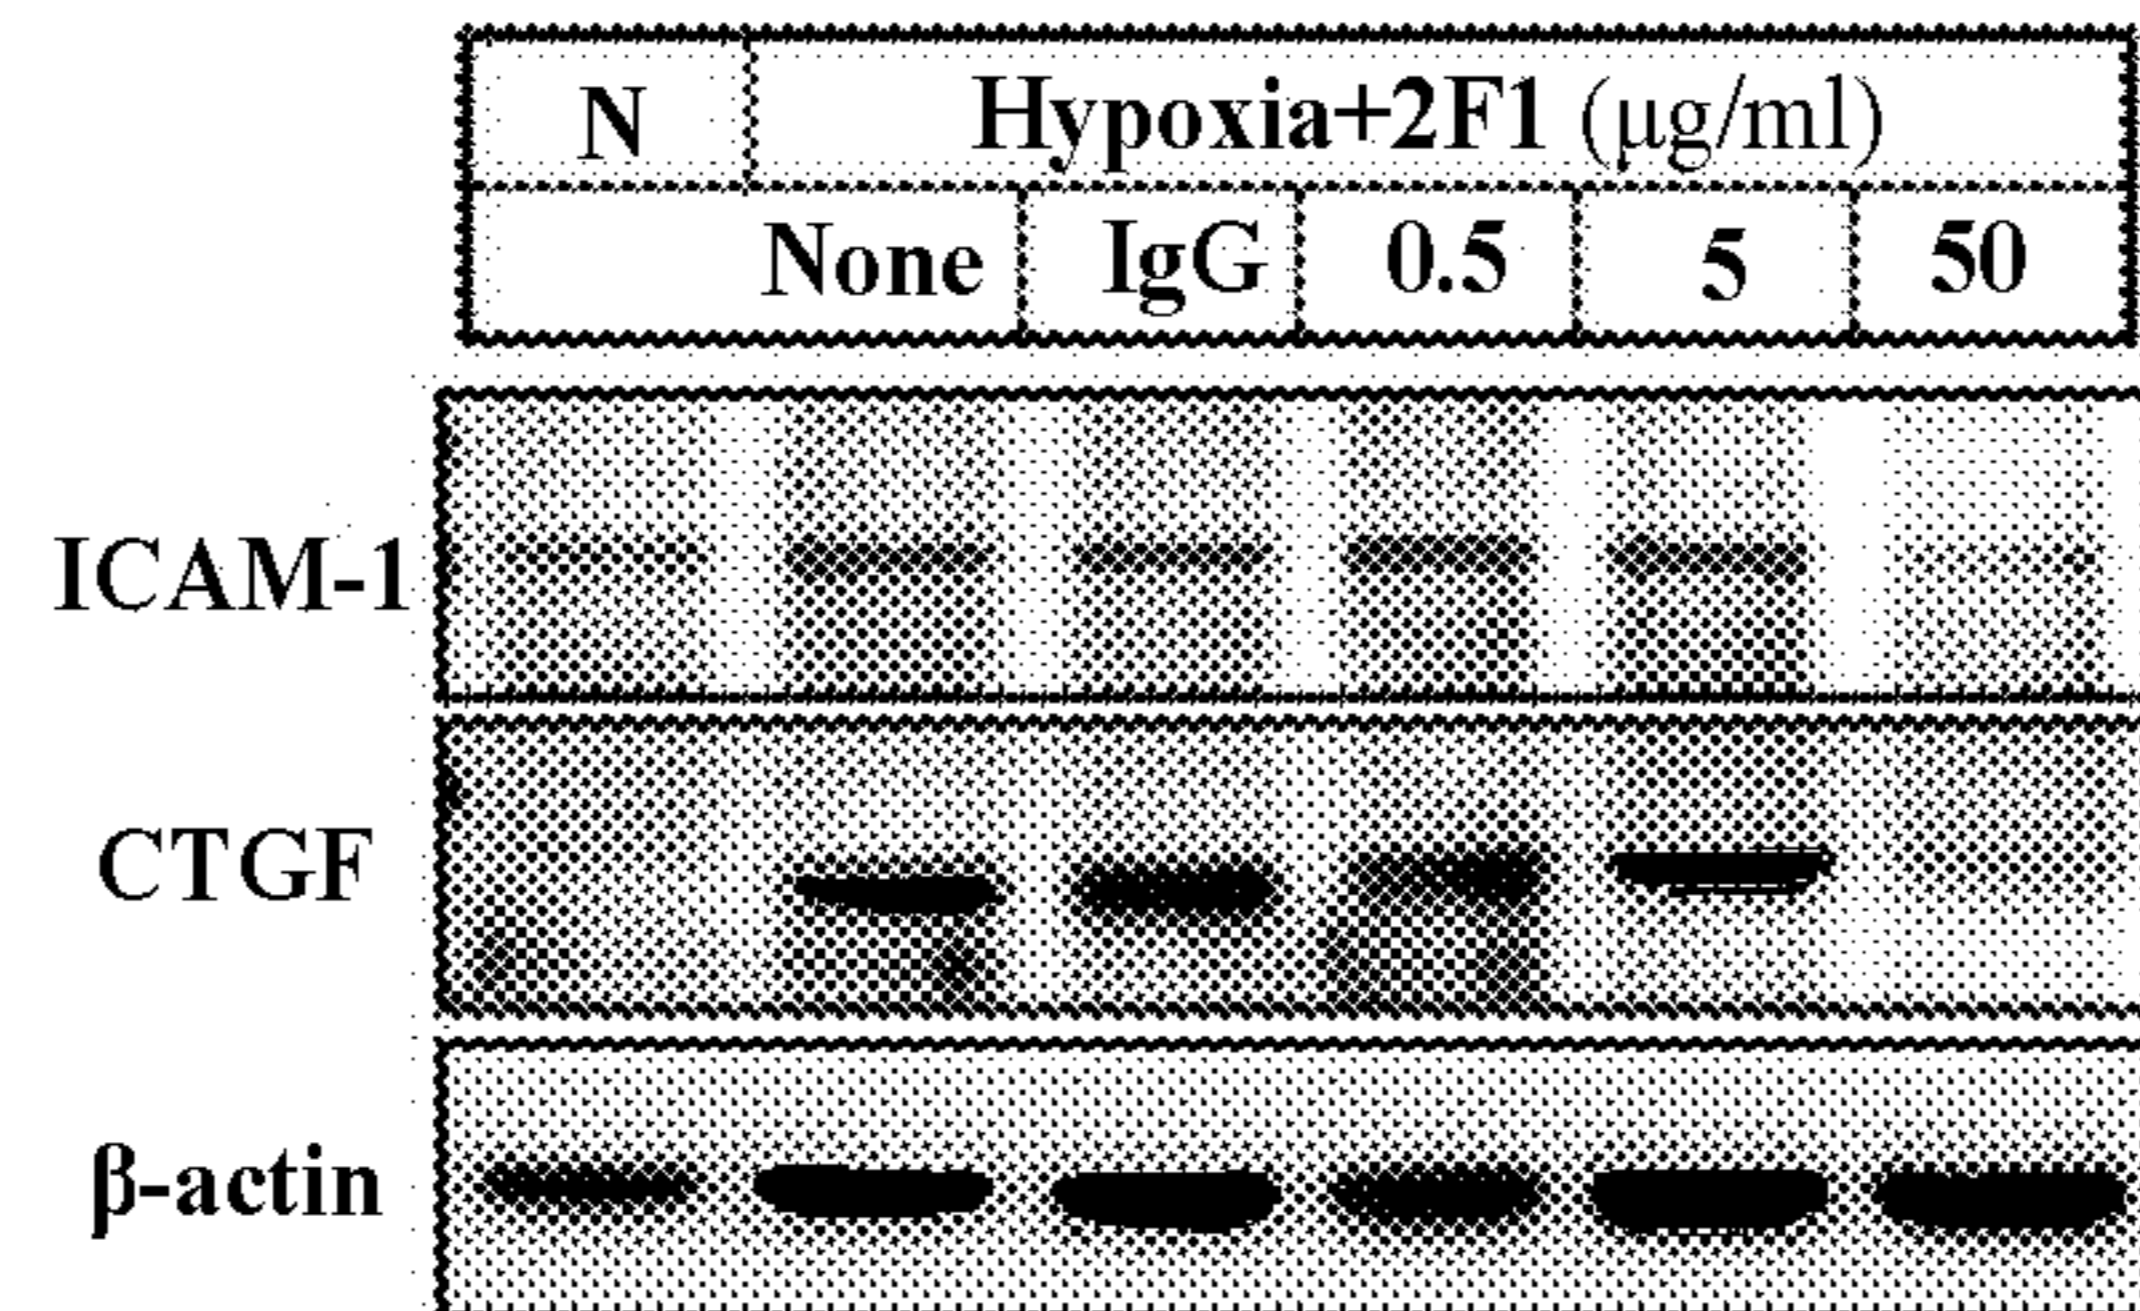 N Hypoxia+2F1 (μg/ml)
None IgG 0.5 5 50
ICAM-1
CTGF
β-actin